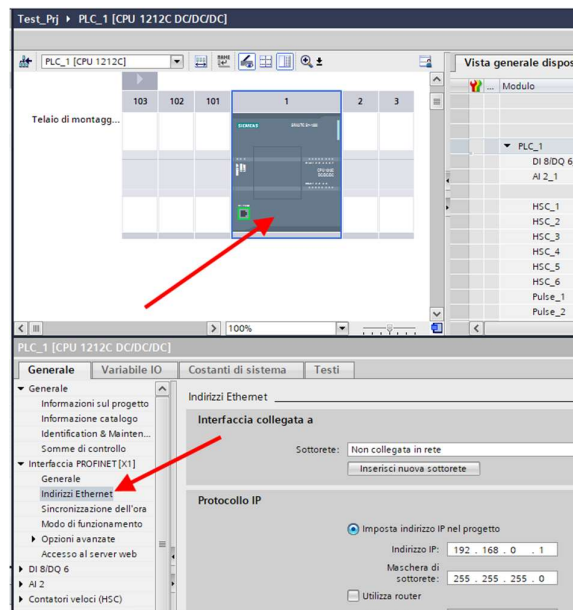 Test_Prj ▸ PLC_1 [CPU 1212C DC/DC/DC]
PLC_1 [CPU 1212C]
Vista generale dispos
... Modulo
103 102 101 1 2 3
Telaio di montagg...
SIEMENS
PLC_1
DI 8/DQ 6
AI 2_1
HSC_1
HSC_2
HSC_3
HSC_4
HSC_5
HSC_6
Pulse_1
Pulse_2
100%
PLC_1 [CPU 1212C DC/DC/DC]
Generale Variabile IO Costanti di sistema Testi
Generale
Informazioni sul progetto
Informazione catalogo
Identification & Mainten...
Somme di controllo
Interfaccia PROFINET [X1]
Generale
Indirizzi Ethernet
Sincronizzazione dell'ora
Modo di funzionamento
Opzioni avanzate
Accesso al server web
DI 8/DQ 6
AI 2
Contatori veloci (HSC)
Indirizzi Ethernet
Interfaccia collegata a
Sottorete: Non collegata in rete
Inserisci nuova sottorete
Protocollo IP
Imposta indirizzo IP nel progetto
Indirizzo IP: 192 . 168 . 0 . 1
Maschera di
sottorete: 255 . 255 . 255 . 0
Utilizza router